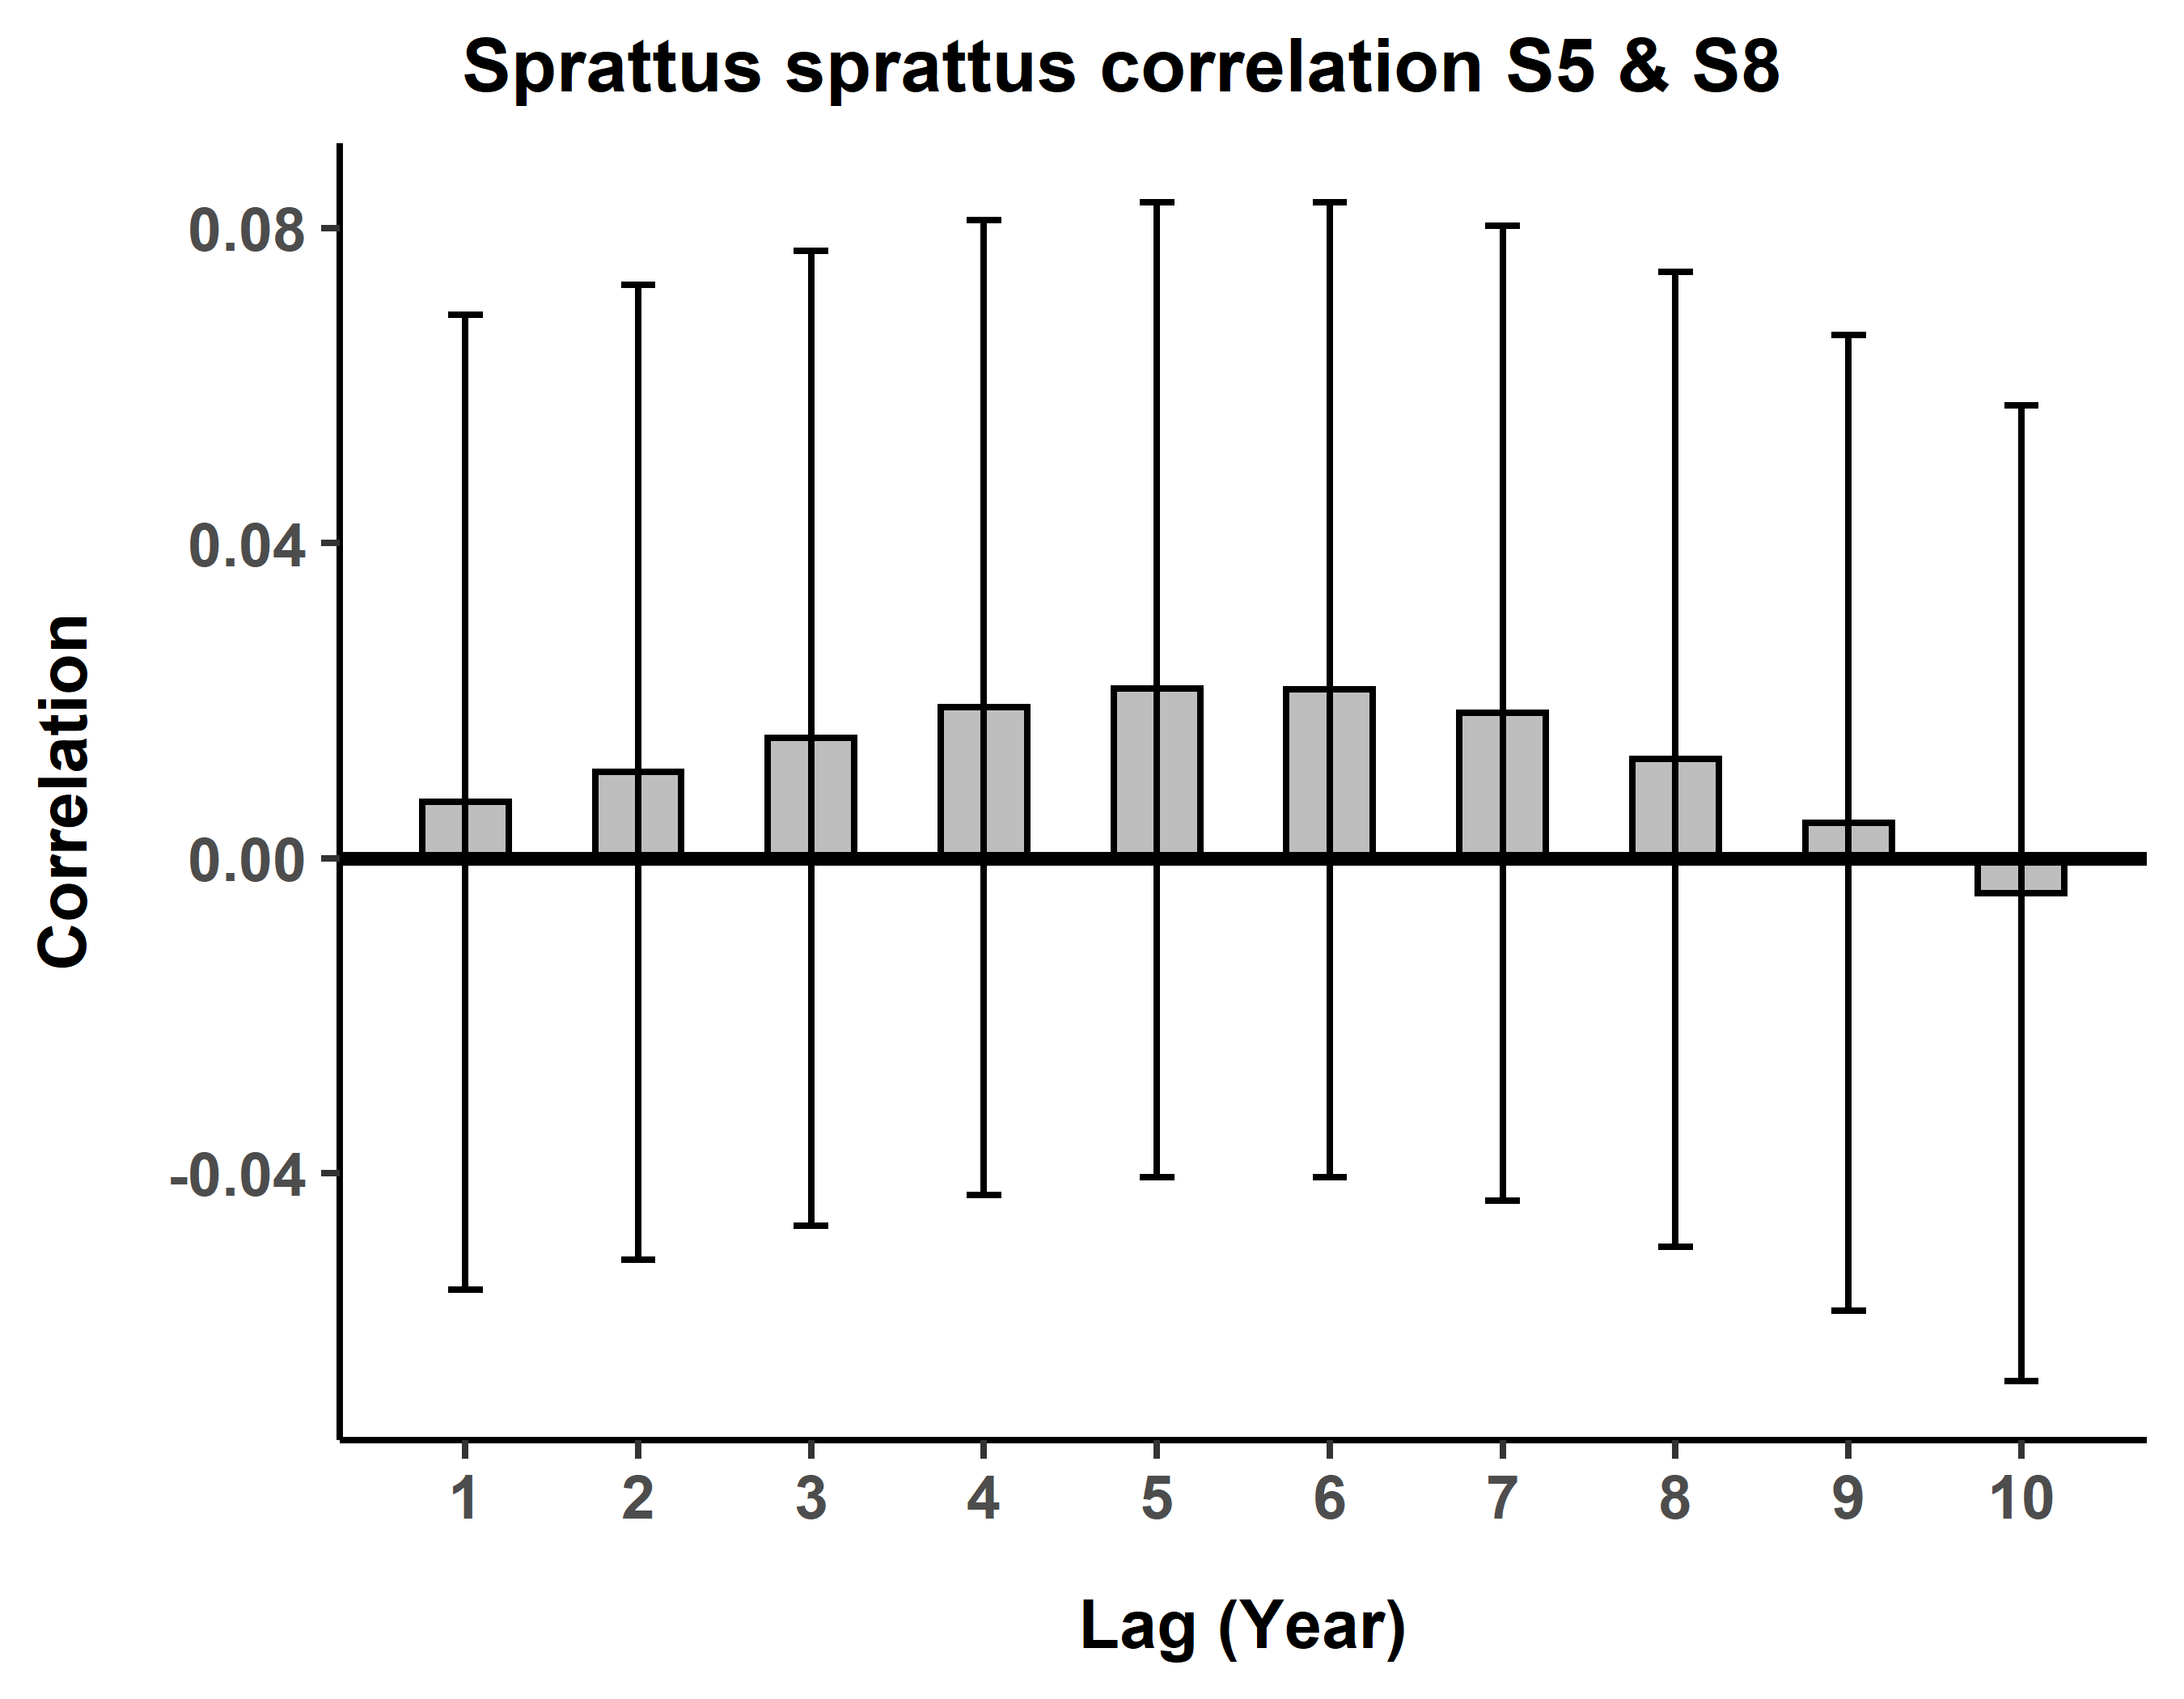 Sprattus sprattus correlation S5 & S8
0.08
0.04
0.00
-0.04
Correlation
1 2 3 4 5 6 7 8 9 10
Lag (Year)